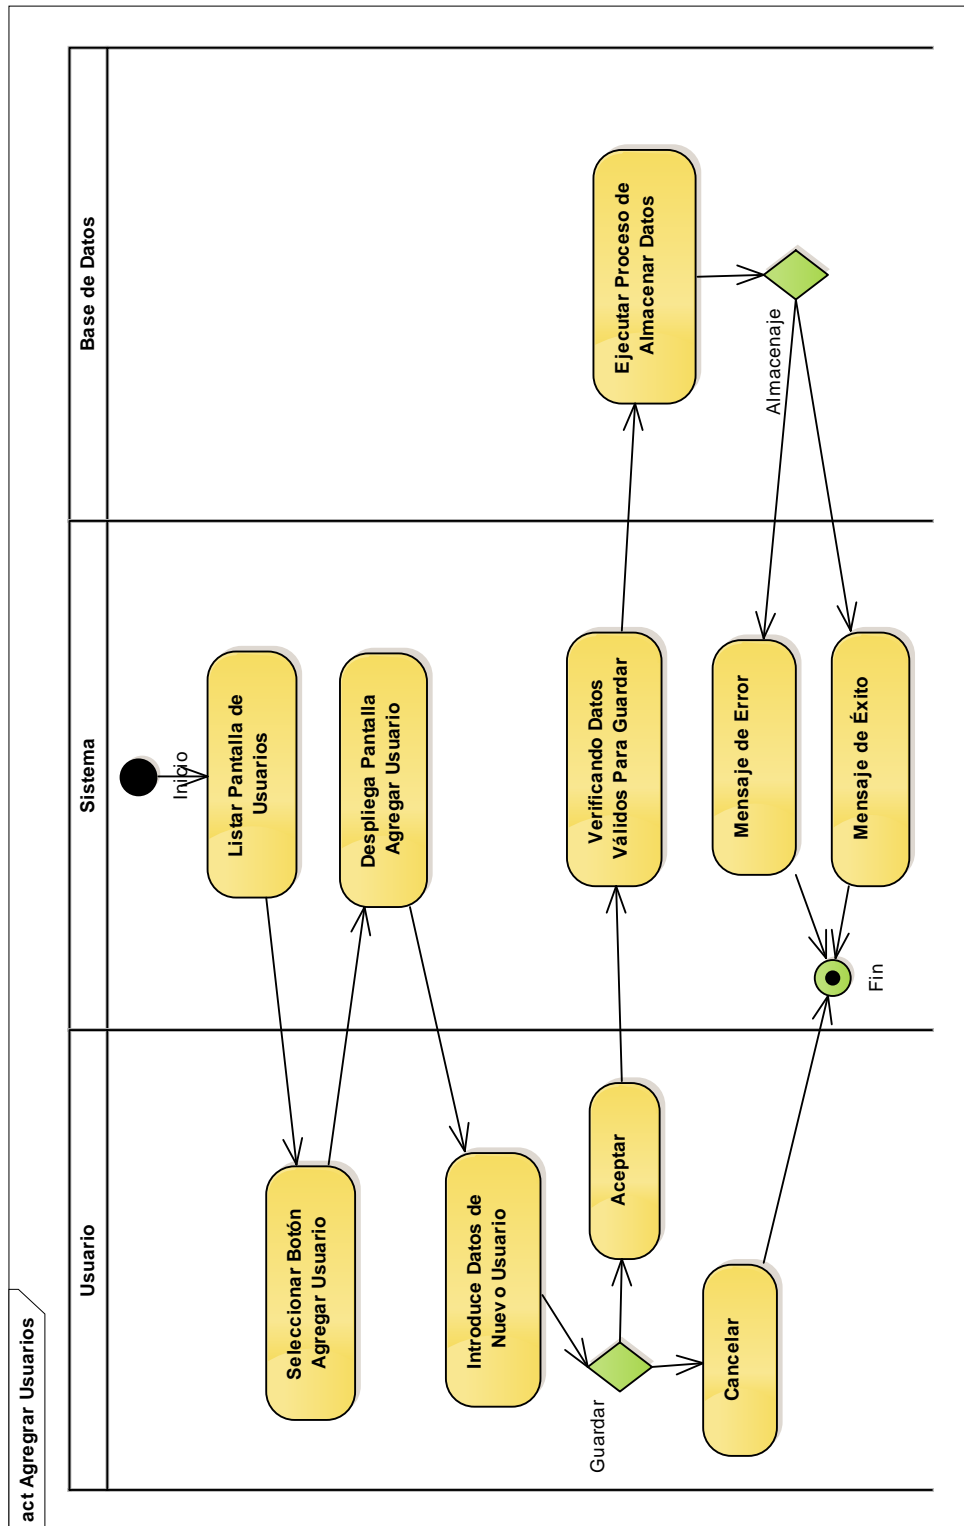 act Agregrar Usuarios
Usuario
Sistema
Base de Datos
Inicio
Listar Pantalla de
Usuarios
Seleccionar Botón
Agregar Usuario
Despliega Pantalla
Agregar Usuario
Introduce Datos de
Nuevo Usuario
Guardar
Aceptar
Cancelar
Verificando Datos
Válidos Para Guardar
Ejecutar Proceso de
Almacenar Datos
Almacenaje
Mensaje de Error
Mensaje de Éxito
Fin